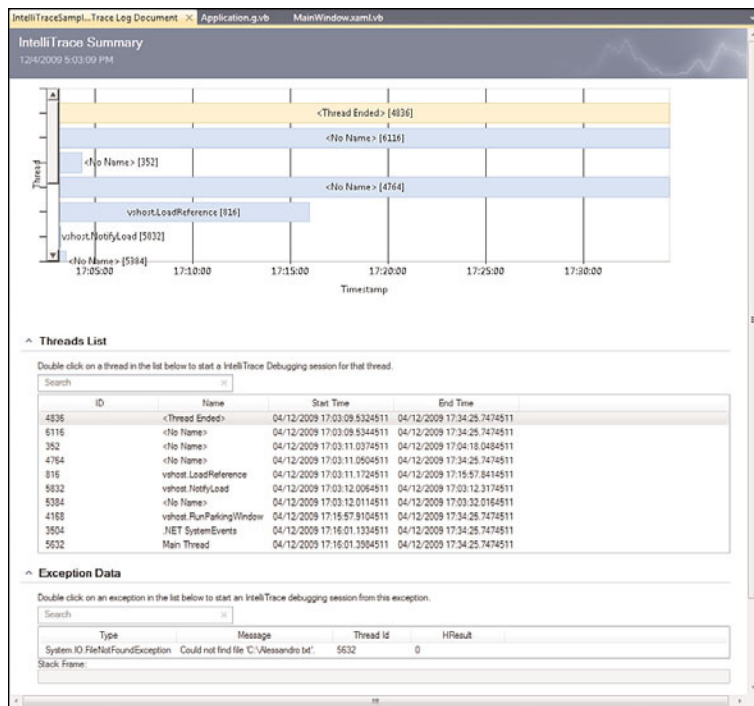 IntelliTraceSampl...Trace Log Document × Application.g.vb MainWindow.xaml.vb
IntelliTrace Summary
12/4/2009 5:03:09 PM
Thread
<Thread Ended> [4836]
<No Name> [6116]
<No Name> [352]
<No Name> [4764]
vshost.LoadReference [816]
vshost.NotifyLoad [5832]
<No Name> [5384]
17:05:00 17:10:00 17:15:00 17:20:00 17:25:00 17:30:00
Timestamp
Threads List
Double click on a thread in the list below to start a IntelliTrace Debugging session for that thread.
Search
ID Name Start Time End Time
4836 <Thread Ended> 04/12/2009 17:03:09.5324511 04/12/2009 17:34:25.7474511
6116 <No Name> 04/12/2009 17:03:09.5344511 04/12/2009 17:34:25.7474511
352 <No Name> 04/12/2009 17:03:11.0374511 04/12/2009 17:04:18.0484511
4764 <No Name> 04/12/2009 17:03:11.0504511 04/12/2009 17:34:25.7474511
816 vshost.LoadReference 04/12/2009 17:03:11.1724511 04/12/2009 17:15:57.8414511
5832 vshost.NotifyLoad 04/12/2009 17:03:12.0064511 04/12/2009 17:03:12.3174511
5384 <No Name> 04/12/2009 17:03:12.0114511 04/12/2009 17:03:32.0164511
4168 vshost.RunParkingWindow 04/12/2009 17:15:57.9104511 04/12/2009 17:34:25.7474511
3504 .NET SystemEvents 04/12/2009 17:16:01.1334511 04/12/2009 17:34:25.7474511
5632 Main Thread 04/12/2009 17:16:01.3984511 04/12/2009 17:34:25.7474511
Exception Data
Double click on an exception in the list below to start an IntelliTrace debugging session from this exception.
Search
Type Message Thread Id HResult
System.IO.FileNotFoundException Could not find file 'C:\Alessandro.txt'. 5632 0
Stack Frame: